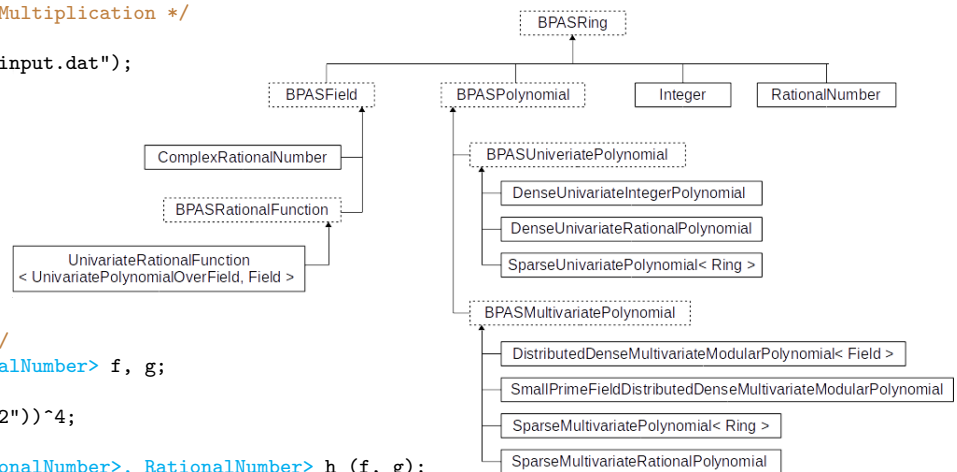 Multiplication */
input.dat");
/
alNumber> f, g;
2"))^4;
onalNumber>, RationalNumber> h (f, g);
BPASRing
BPASField
BPASPolynomial
Integer
RationalNumber
ComplexRationalNumber
BPASRationalFunction
UnivariateRationalFunction
< UnivariatePolynomialOverField, Field >
BPASUniveriatePolynomial
DenseUnivariateIntegerPolynomial
DenseUnivariateRationalPolynomial
SparseUnivariatePolynomial< Ring >
BPASMultivariatePolynomial
DistributedDenseMultivariateModularPolynomial< Field >
SmallPrimeFieldDistributedDenseMultivariateModularPolynomial
SparseMultivariatePolynomial< Ring >
SparseMultivariateRationalPolynomial